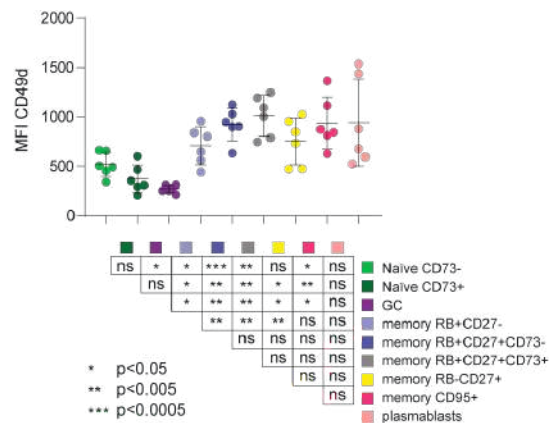 MFI CD49d
2000
1500
1000
500
0
ns * * *** ** ns * ns
ns * ** ** * ** ns
* ** ** * * ns
** ** ** ns ns
ns ns ns ns
ns ns ns
ns ns
ns
* p<0.05
** p<0.005
*** p<0.0005
Naïve CD73-
Naïve CD73+
GC
memory RB+CD27-
memory RB+CD27+CD73-
memory RB+CD27+CD73+
memory RB-CD27+
memory CD95+
plasmablasts